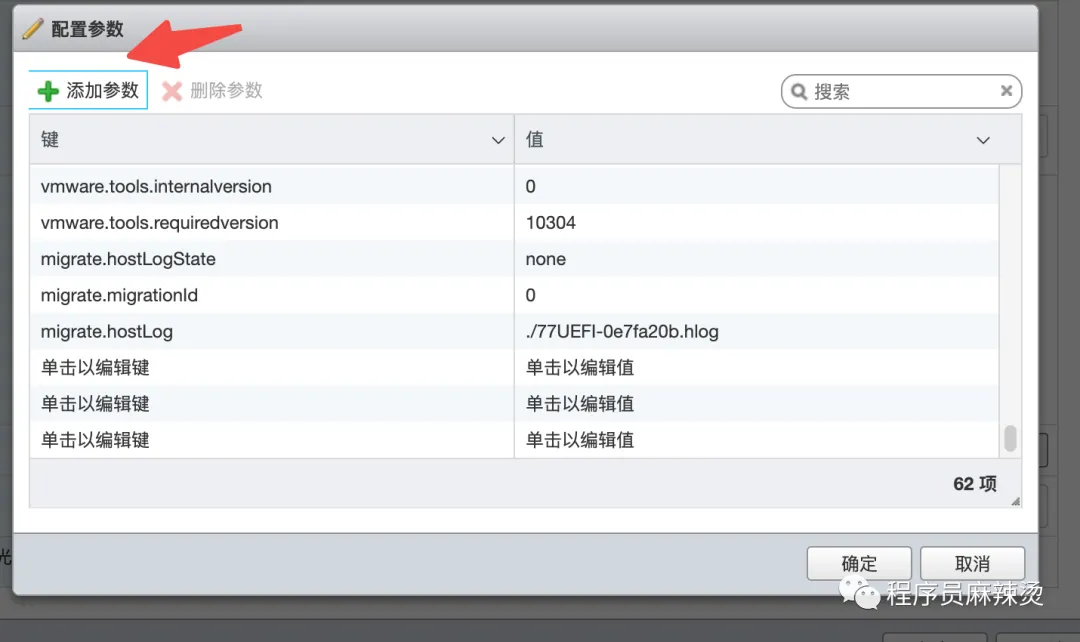 配置参数
添加参数 删除参数 搜索
键 值
vmware.tools.internalversion 0
vmware.tools.requiredversion 10304
migrate.hostLogState none
migrate.migrationId 0
migrate.hostLog ./77UEFI-0e7fa20b.hlog
单击以编辑键 单击以编辑值
单击以编辑键 单击以编辑值
单击以编辑键 单击以编辑值
62 项
光
确定 取消
程序员麻辣烫